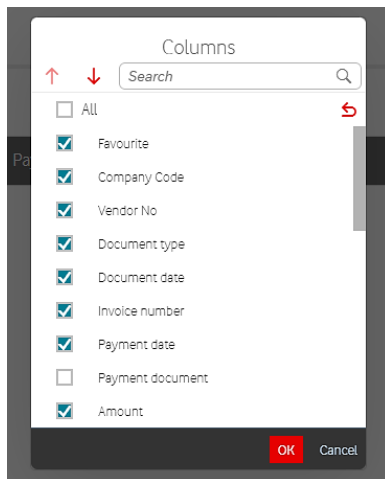 Columns
Search
All
Favourite
Company Code
Vendor No
Document type
Document date
Invoice number
Payment date
Payment document
Amount
OK Cancel